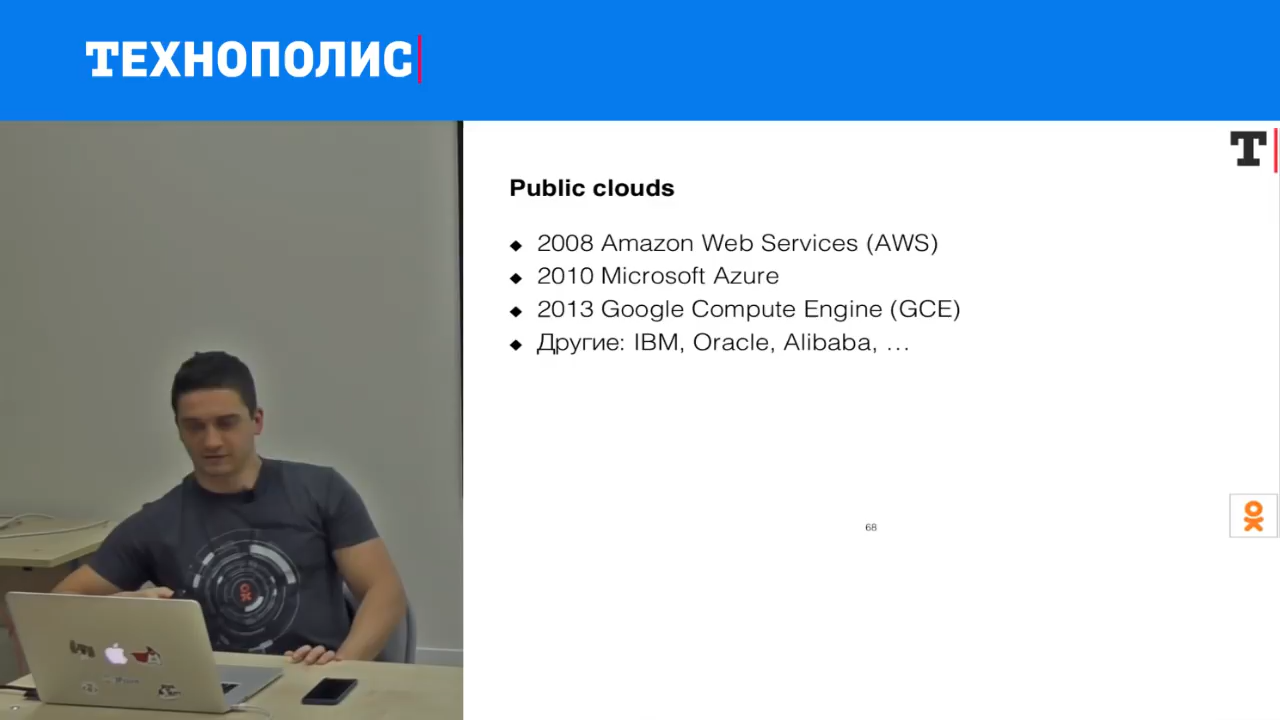 ТЕХНОПОЛИС
T
Public clouds
◆ 2008 Amazon Web Services (AWS)
◆ 2010 Microsoft Azure
◆ 2013 Google Compute Engine (GCE)
◆ Другие: IBM, Oracle, Alibaba, …
68